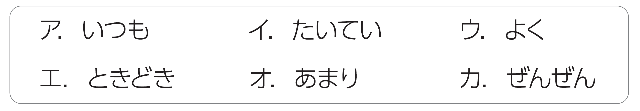 ア. いつも　イ. たいてい　ウ. よく
エ. ときどき　オ. あまり　カ. ぜんぜん